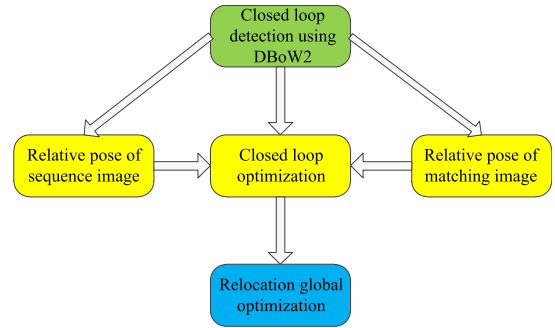 Closed loop
detection using
DBoW2
Relative pose of
sequence image
Closed loop
optimization
Relative pose of
matching image
Relocation global
optimization